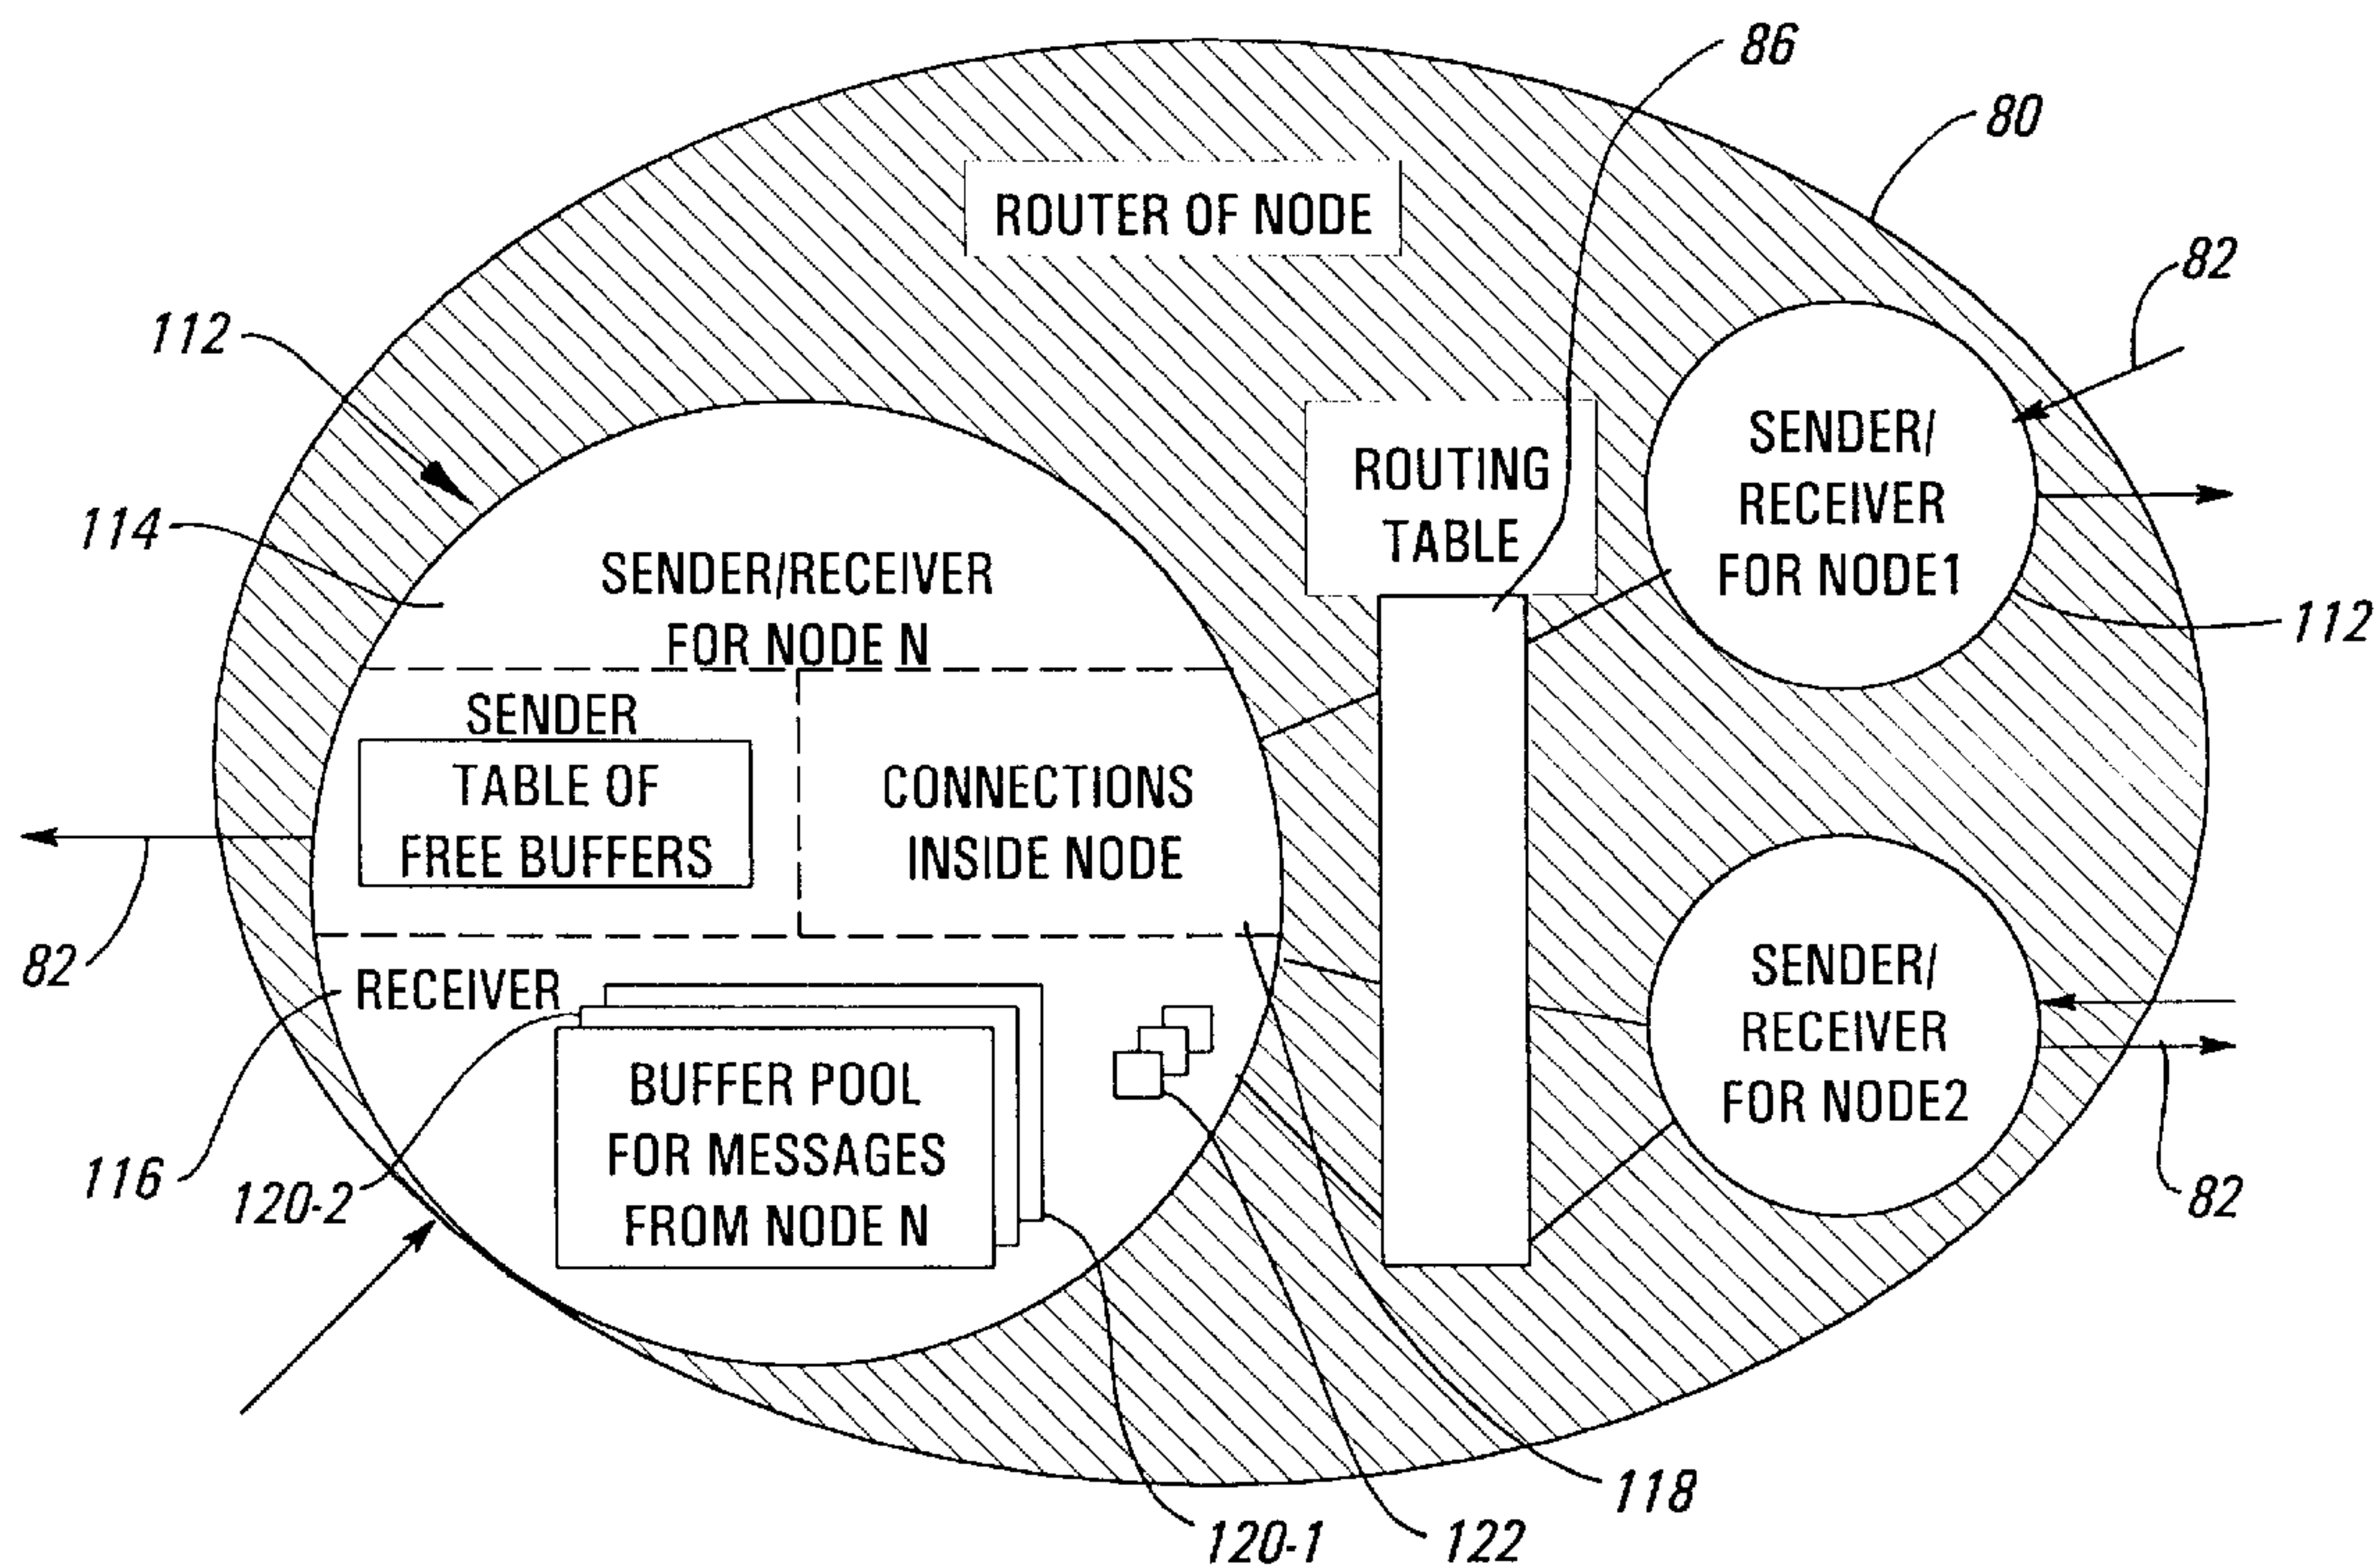 86
80
ROUTER OF NODE
82
112
114
SENDER/RECEIVER
FOR NODE N
ROUTING
TABLE
SENDER/
RECEIVER
FOR NODE1
112
SENDER
TABLE OF
FREE BUFFERS
CONNECTIONS
INSIDE NODE
82
RECEIVER
BUFFER POOL
FOR MESSAGES
FROM NODE N
SENDER/
RECEIVER
FOR NODE2
116
120-2
82
118
120-1
122